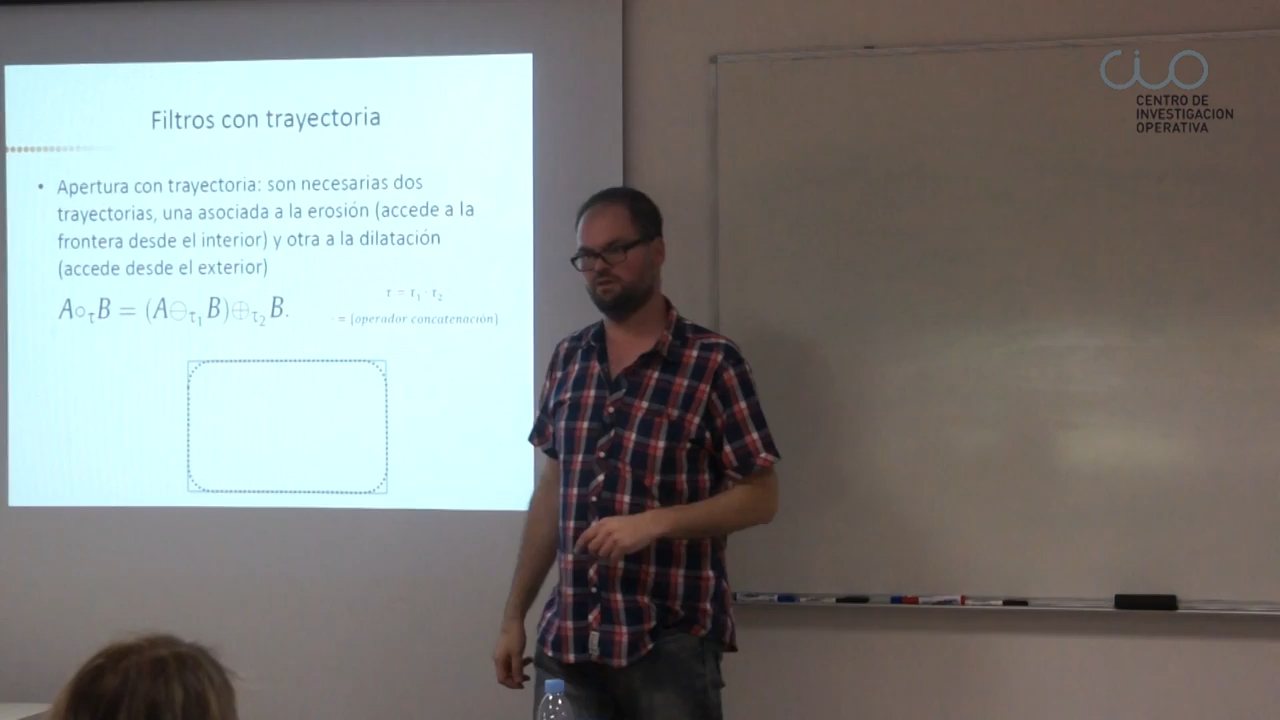 Filtros con trayectoria
• Apertura con trayectoria: son necesarias dos
trayectorias, una asociada a la erosión (accede a la
frontera desde el interior) y otra a la dilatación
(accede desde el exterior)
A∘τB = (A⊖τ₁B)⊕τ₂B.
τ = τ₁ · τ₂
· = {operador concatenación}
CIO
CENTRO DE
INVESTIGACION
OPERATIVA